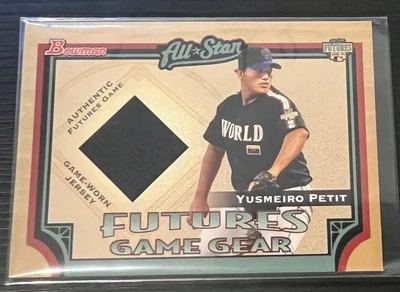 Bowman
All★Star
FUTURES
AUTHENTIC
FUTURES GAME
GAME-WORN
JERSEY
WORLD
YUSMEIRO PETIT
FUTURES
GAME GEAR